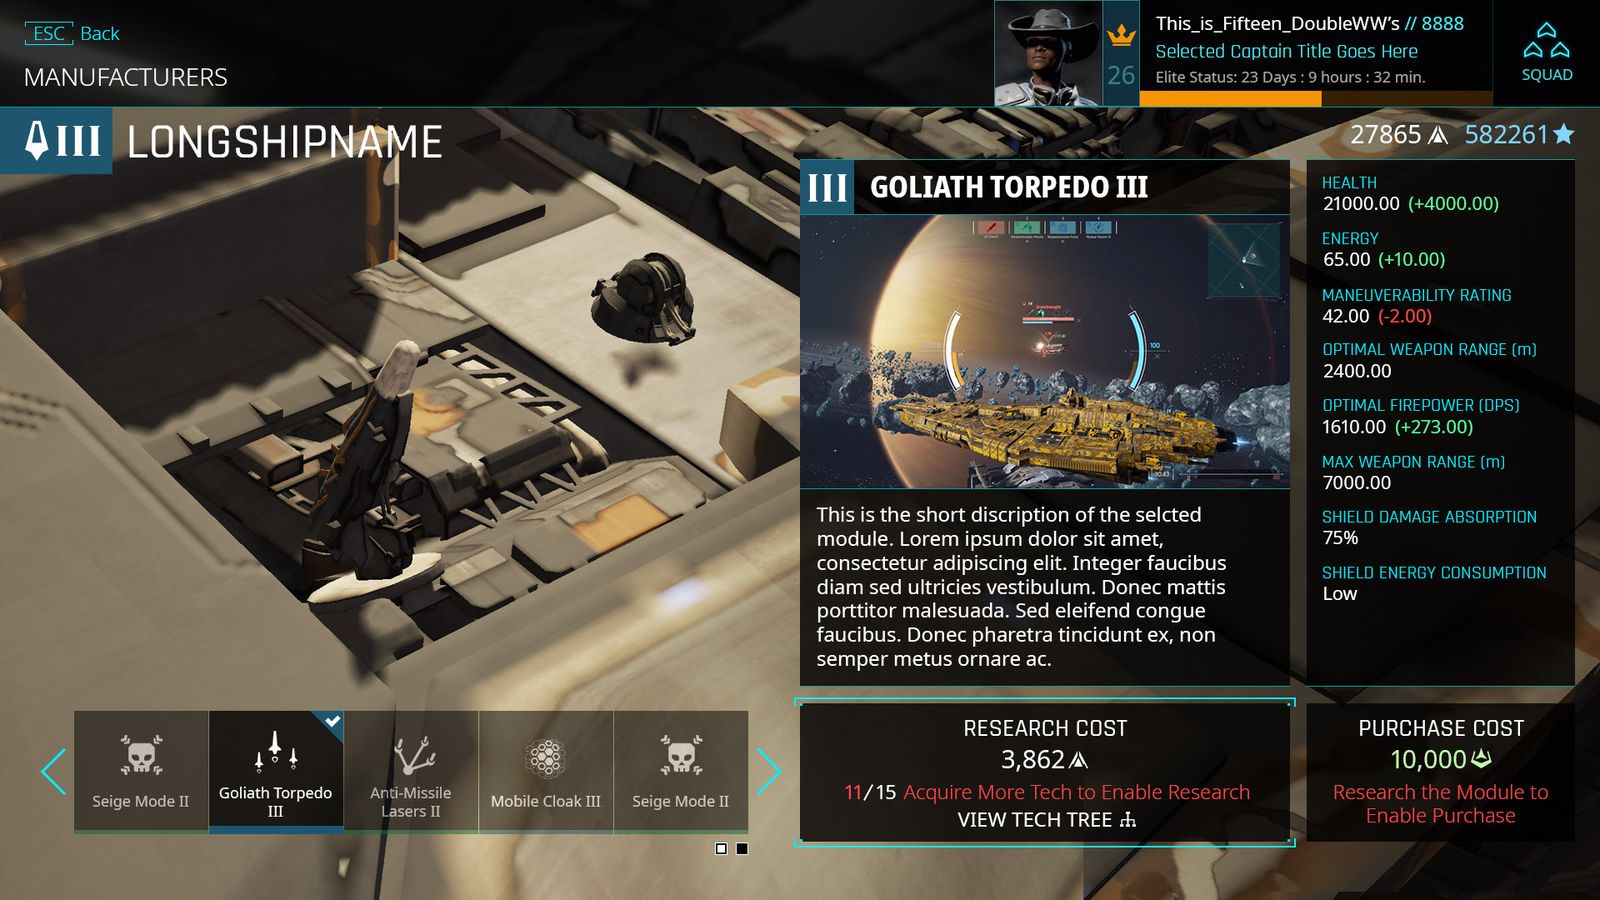 ESC Back
MANUFACTURERS
26
This_is_Fifteen_DoubleWW's // 8888
Selected Captain Title Goes Here
Elite Status: 23 Days : 9 hours : 32 min.
SQUAD
III LONGSHIPNAME
27865 582261
III GOLIATH TORPEDO III
100
This is the short discription of the selcted
module. Lorem ipsum dolor sit amet,
consectetur adipiscing elit. Integer faucibus
diam sed ultricies vestibulum. Donec mattis
porttitor malesuada. Sed eleifend congue
faucibus. Donec pharetra tincidunt ex, non
semper metus ornare ac.
HEALTH
21000.00 (+4000.00)
ENERGY
65.00 (+10.00)
MANEUVERABILITY RATING
42.00 (-2.00)
OPTIMAL WEAPON RANGE (m)
2400.00
OPTIMAL FIREPOWER (DPS)
1610.00 (+273.00)
MAX WEAPON RANGE (m)
7000.00
SHIELD DAMAGE ABSORPTION
75%
SHIELD ENERGY CONSUMPTION
Low
Seige Mode II
Goliath Torpedo
III
Anti-Missile
Lasers II
Mobile Cloak III
Seige Mode II
RESEARCH COST
3,862
11/15 Acquire More Tech to Enable Research
VIEW TECH TREE
PURCHASE COST
10,000
Research the Module to
Enable Purchase